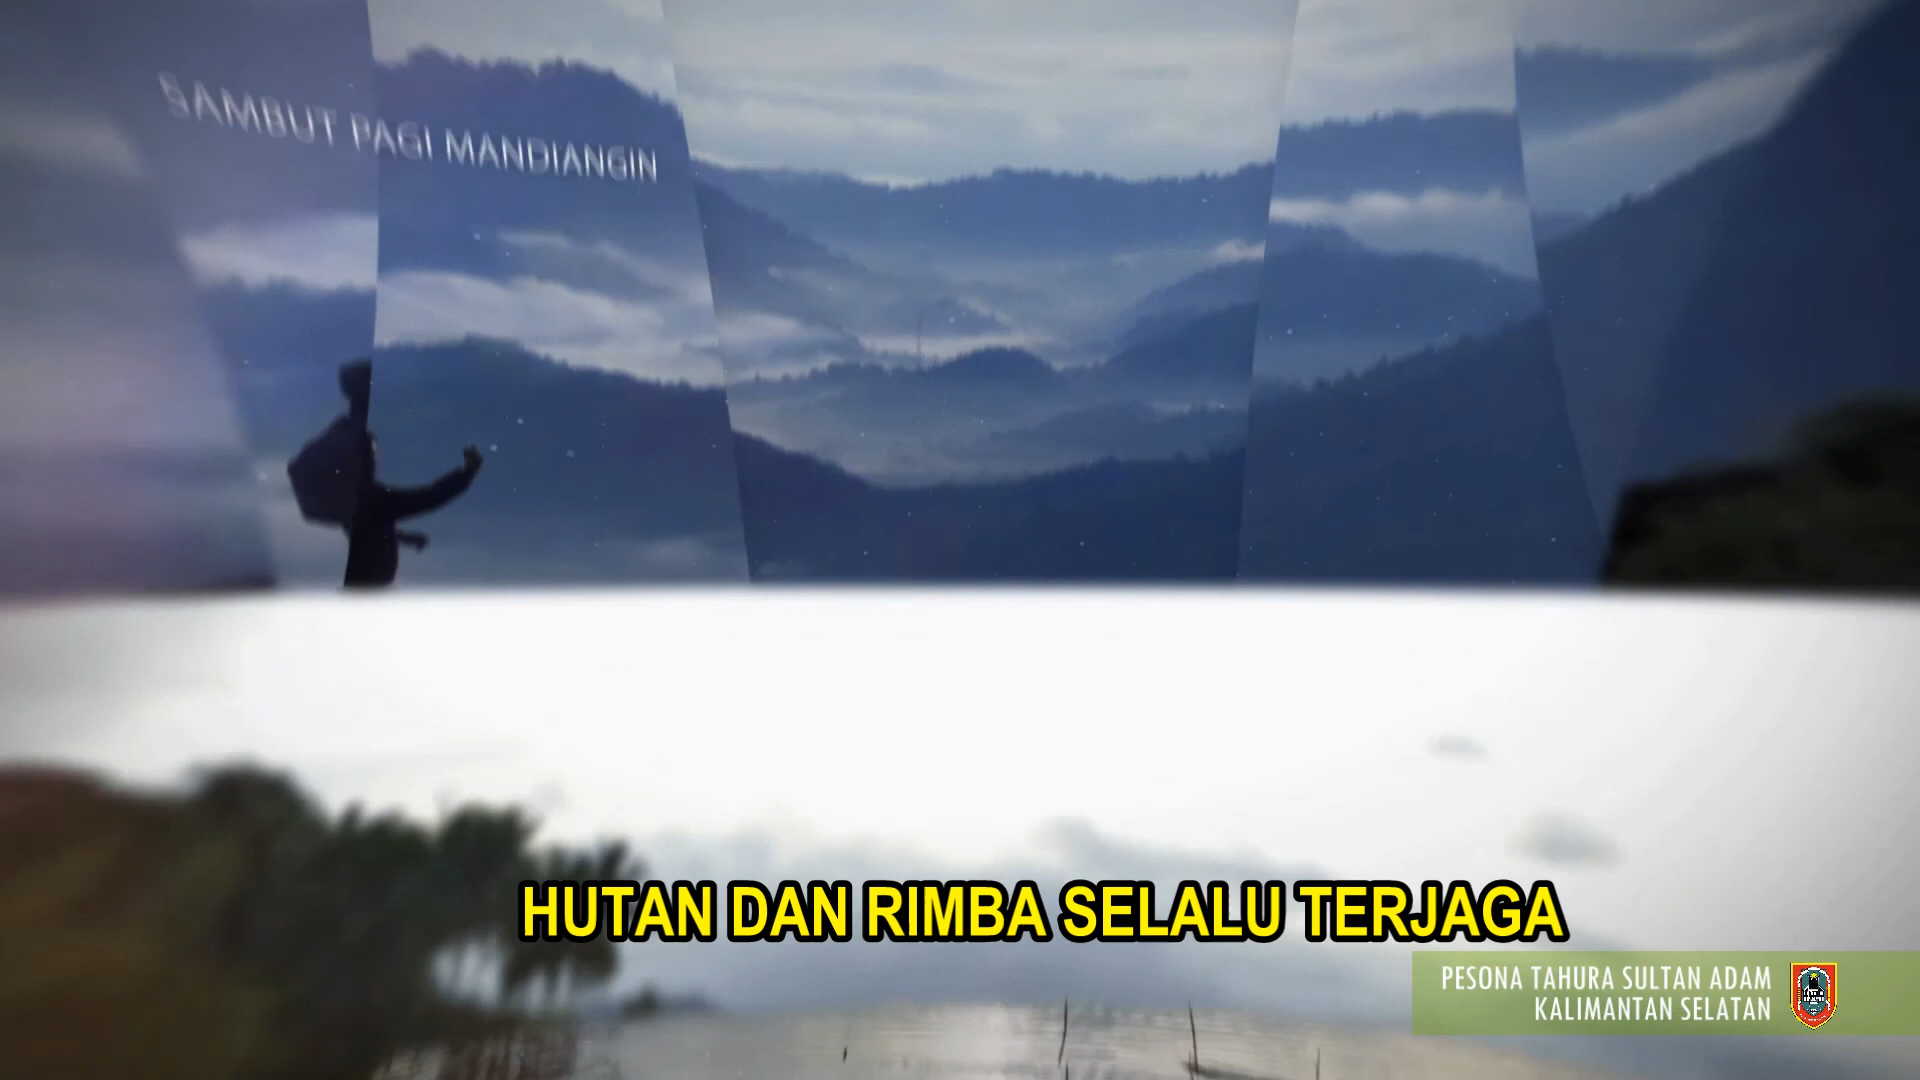 SAMBUT PAGI MANDIANGIN
HUTAN DAN RIMBA SELALU TERJAGA
PESONA TAHURA SULTAN ADAM
KALIMANTAN SELATAN